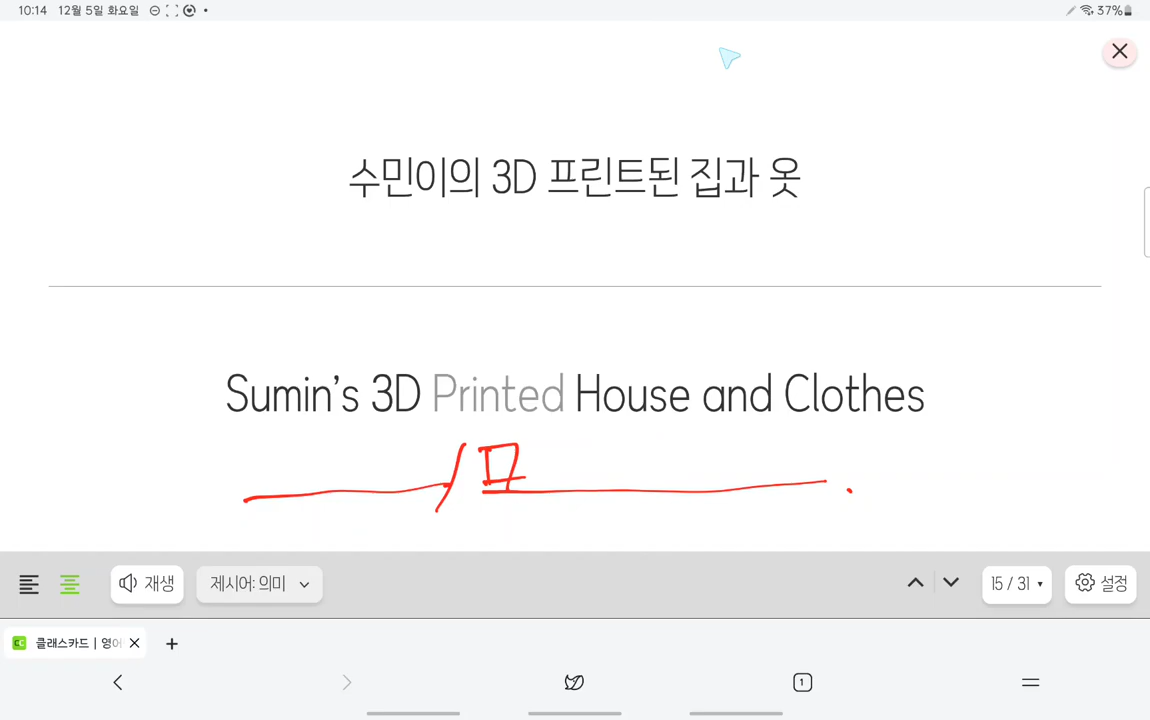 10:14 12월 5일 화요일
37%
수민이의 3D 프린트된 집과 옷
Sumin's 3D Printed House and Clothes
재생
제시어: 의미
15 / 31
설정
클래스카드 | 영어
1